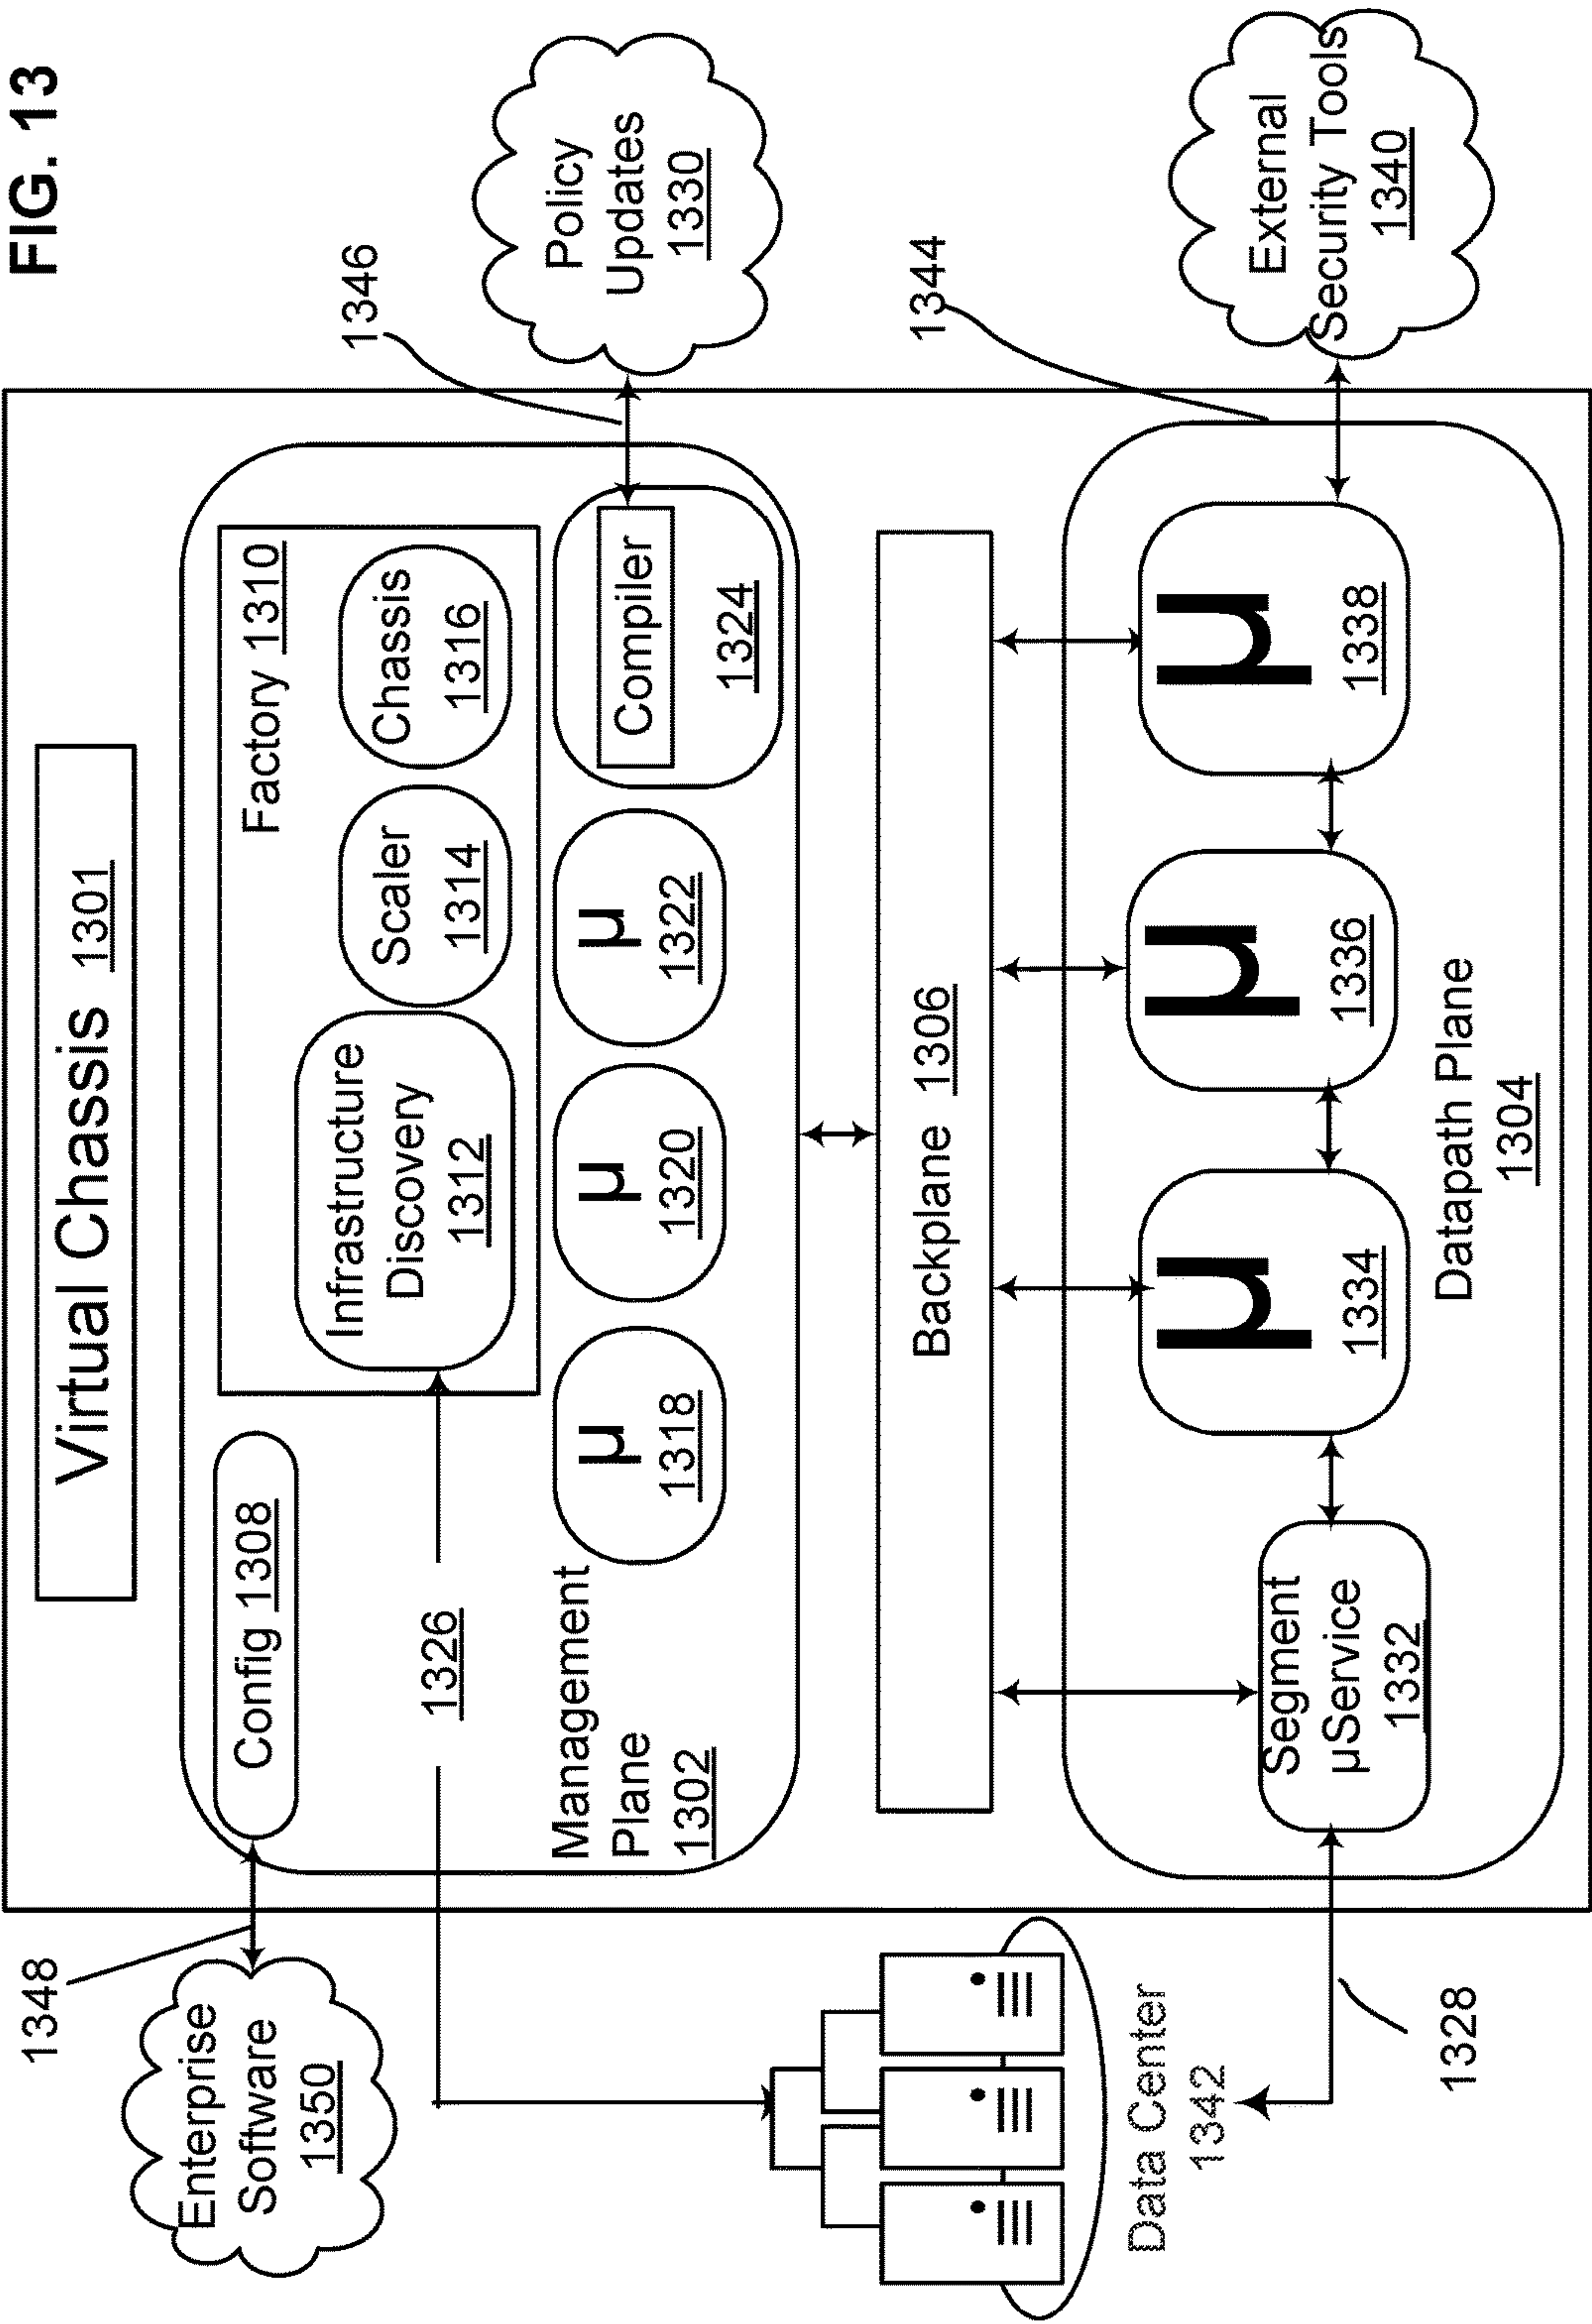 FIG. 13
Virtual Chassis 1301
1348
Enterprise
Software
1350
Config 1308
Factory 1310
Infrastructure
Discovery
1312
Scaler
1314
Chassis
1316
1326
Management
Plane
1302
µ
1318
µ
1320
µ
1322
Compiler
1324
1346
Policy
Updates
1330
Backplane 1306
1344
Data Center
1342
1328
Segment
µService
1332
µ
1334
µ
1336
µ
1338
Datapath Plane
1304
External
Security Tools
1340